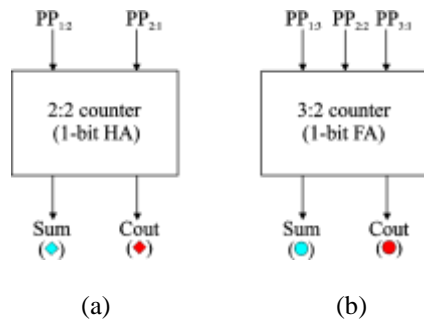 PP1:2 PP2:1
2:2 counter
(1-bit HA)
Sum Cout
(◆) (◆)
(a)
PP1:3 PP2:2 PP3:1
3:2 counter
(1-bit FA)
Sum Cout
(●) (●)
(b)